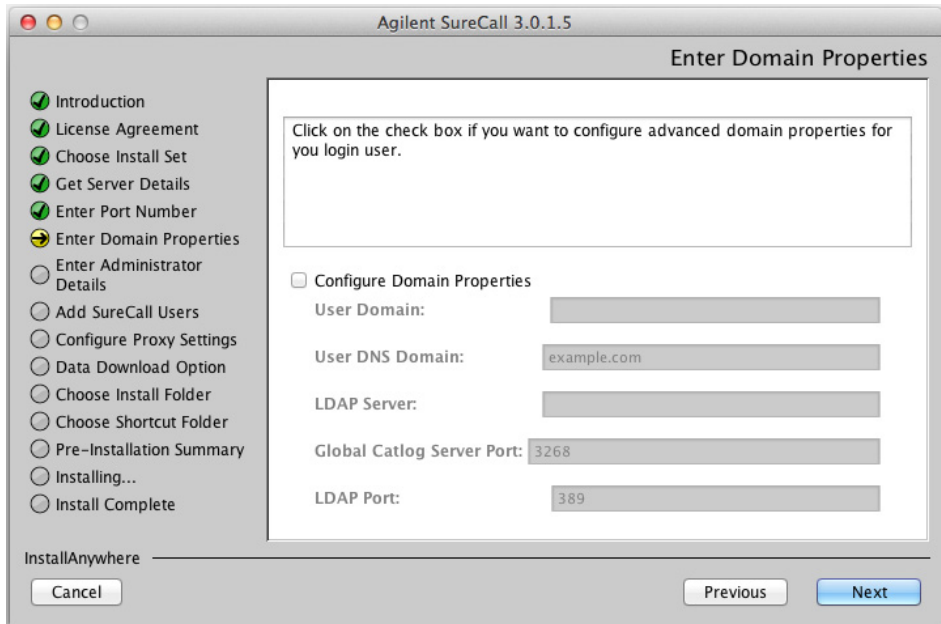 Agilent SureCall 3.0.1.5
Enter Domain Properties
Introduction
License Agreement
Choose Install Set
Get Server Details
Enter Port Number
Enter Domain Properties
Enter Administrator
Details
Add SureCall Users
Configure Proxy Settings
Data Download Option
Choose Install Folder
Choose Shortcut Folder
Pre-Installation Summary
Installing...
Install Complete
Click on the check box if you want to configure advanced domain properties for
you login user.
Configure Domain Properties
User Domain:
User DNS Domain: example.com
LDAP Server:
Global Catlog Server Port: 3268
LDAP Port: 389
InstallAnywhere
Cancel Previous Next